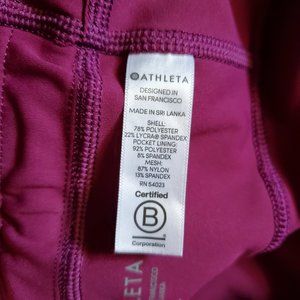 ATHLETA
DESIGNED IN
SAN FRANCISCO
MADE IN SRI LANKA
SHELL:
78% POLYESTER
22% LYCRA® SPANDEX
POCKET LINING:
92% POLYESTER
8% SPANDEX
MESH:
87% NYLON
13% SPANDEX
RN 54023
Certified
B
Corporation
LETA